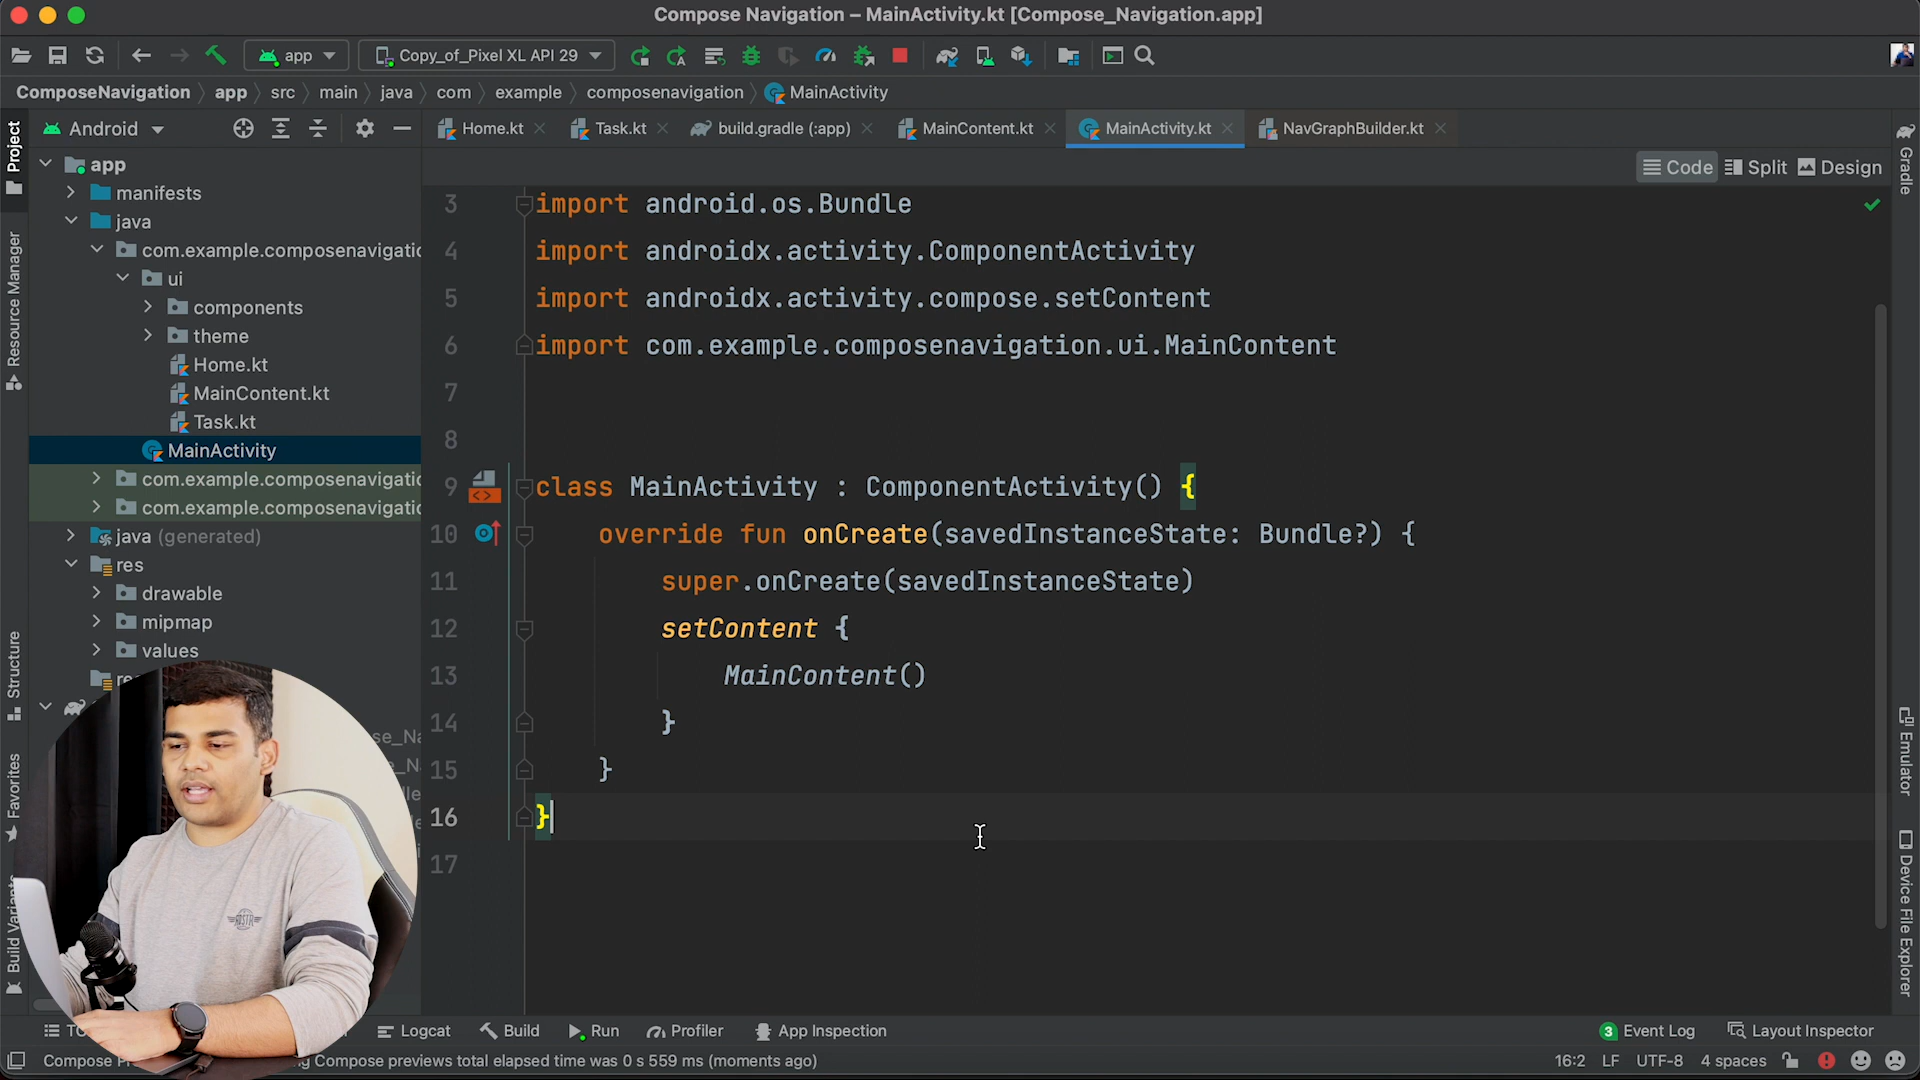 Compose Navigation – MainActivity.kt [Compose_Navigation.app]
app
Copy_of_Pixel XL API 29
ComposeNavigation
app
src
main
java
com
example
composenavigation
MainActivity
Android
Home.kt
Task.kt
build.gradle (:app)
MainContent.kt
MainActivity.kt
NavGraphBuilder.kt
Code
Split
Design
Project
Resource Manager
Structure
Favorites
Build Variants
app
manifests
java
com.example.composenavigatio
ui
components
theme
Home.kt
MainContent.kt
Task.kt
MainActivity
com.example.composenavigatio
com.example.composenavigatio
java (generated)
res
drawable
mipmap
values
3 import android.os.Bundle
4 import androidx.activity.ComponentActivity
5 import androidx.activity.compose.setContent
6 import com.example.composenavigation.ui.MainContent
7
8
9 class MainActivity : ComponentActivity() {
10 override fun onCreate(savedInstanceState: Bundle?) {
11 super.onCreate(savedInstanceState)
12 setContent {
13 MainContent()
14 }
15 }
16 }
17
Gradle
Emulator
Device File Explorer
Logcat
Build
Run
Profiler
App Inspection
3 Event Log
Layout Inspector
Compose previews total elapsed time was 0 s 559 ms (moments ago)
16:2
LF
UTF-8
4 spaces